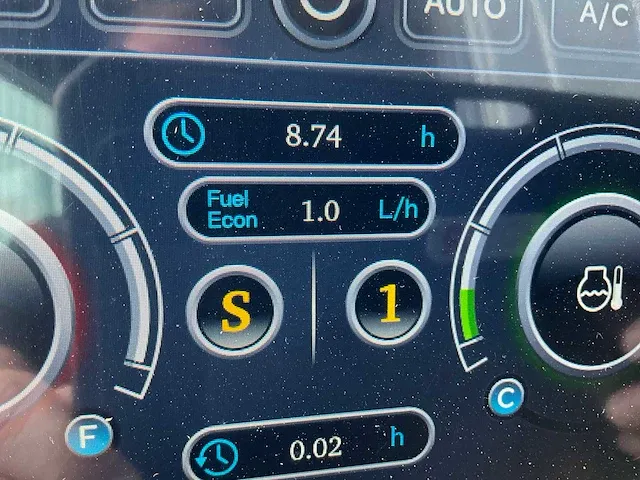 AUTO
A/C
8.74 h
Fuel
Econ 1.0 L/h
S 1
C
F
0.02 h